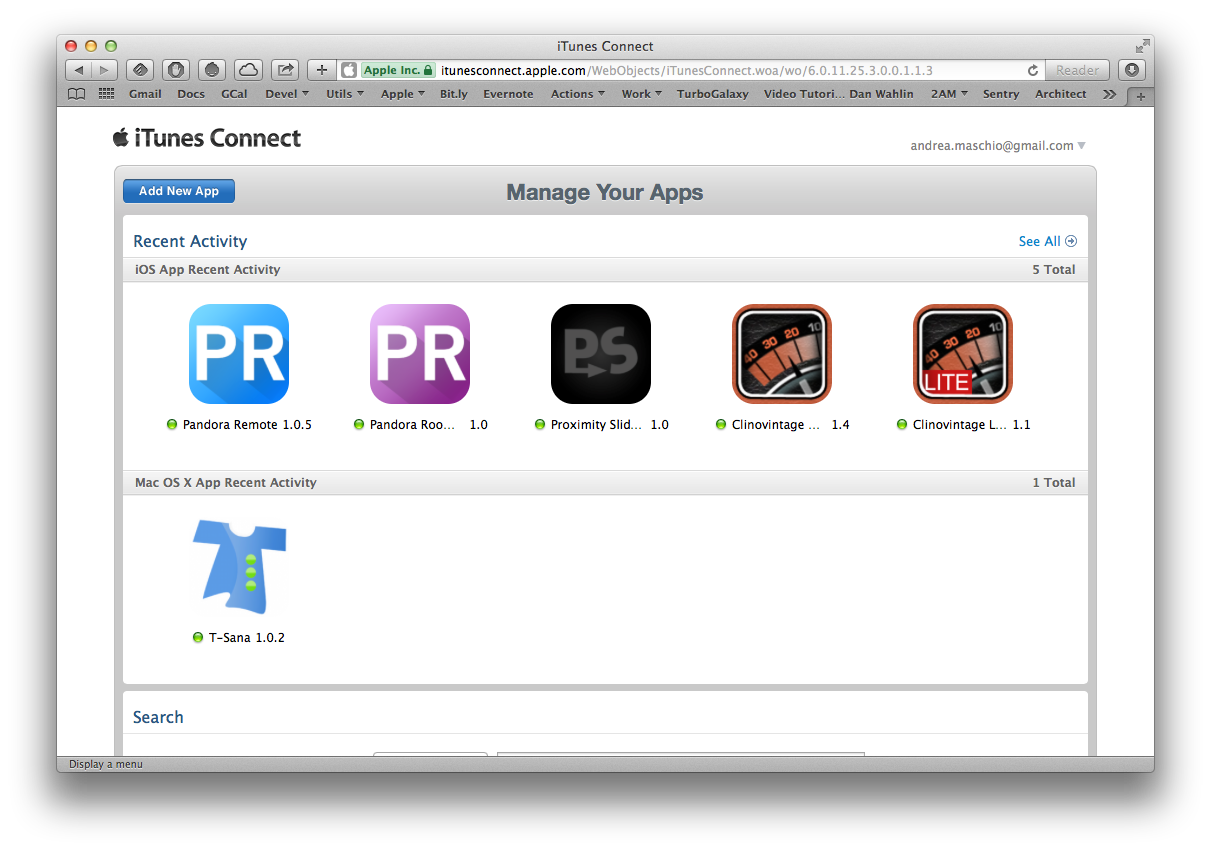 iTunes Connect
Apple Inc. itunesconnect.apple.com/WebObjects/iTunesConnect.woa/wo/6.0.11.25.3.0.0.1.1.3 Reader
Gmail Docs GCal Devel Utils Apple Bit.ly Evernote Actions Work TurboGalaxy Video Tutori... Dan Wahlin 2AM Sentry Architect
iTunes Connect
andrea.maschio@gmail.com
Add New App
Manage Your Apps
Recent Activity
See All
iOS App Recent Activity 5 Total
PR PR PS 40 30 20 10 40 30 20 10
LITE
Pandora Remote 1.0.5 Pandora Roo... 1.0 Proximity Slid... 1.0 Clinovintage ... 1.4 Clinovintage L... 1.1
Mac OS X App Recent Activity 1 Total
T-Sana 1.0.2
Search
Display a menu